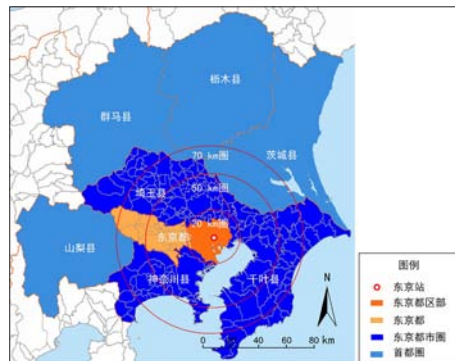 栃木县
群马县
70 km圈
茨城县
50 km圈
埼玉县
20 km圈
东京都
山梨县
神奈川县
千叶县
N
0 20 40 60 80 km
图例
东京站
东京都区部
东京都
东京都市圈
首都圈